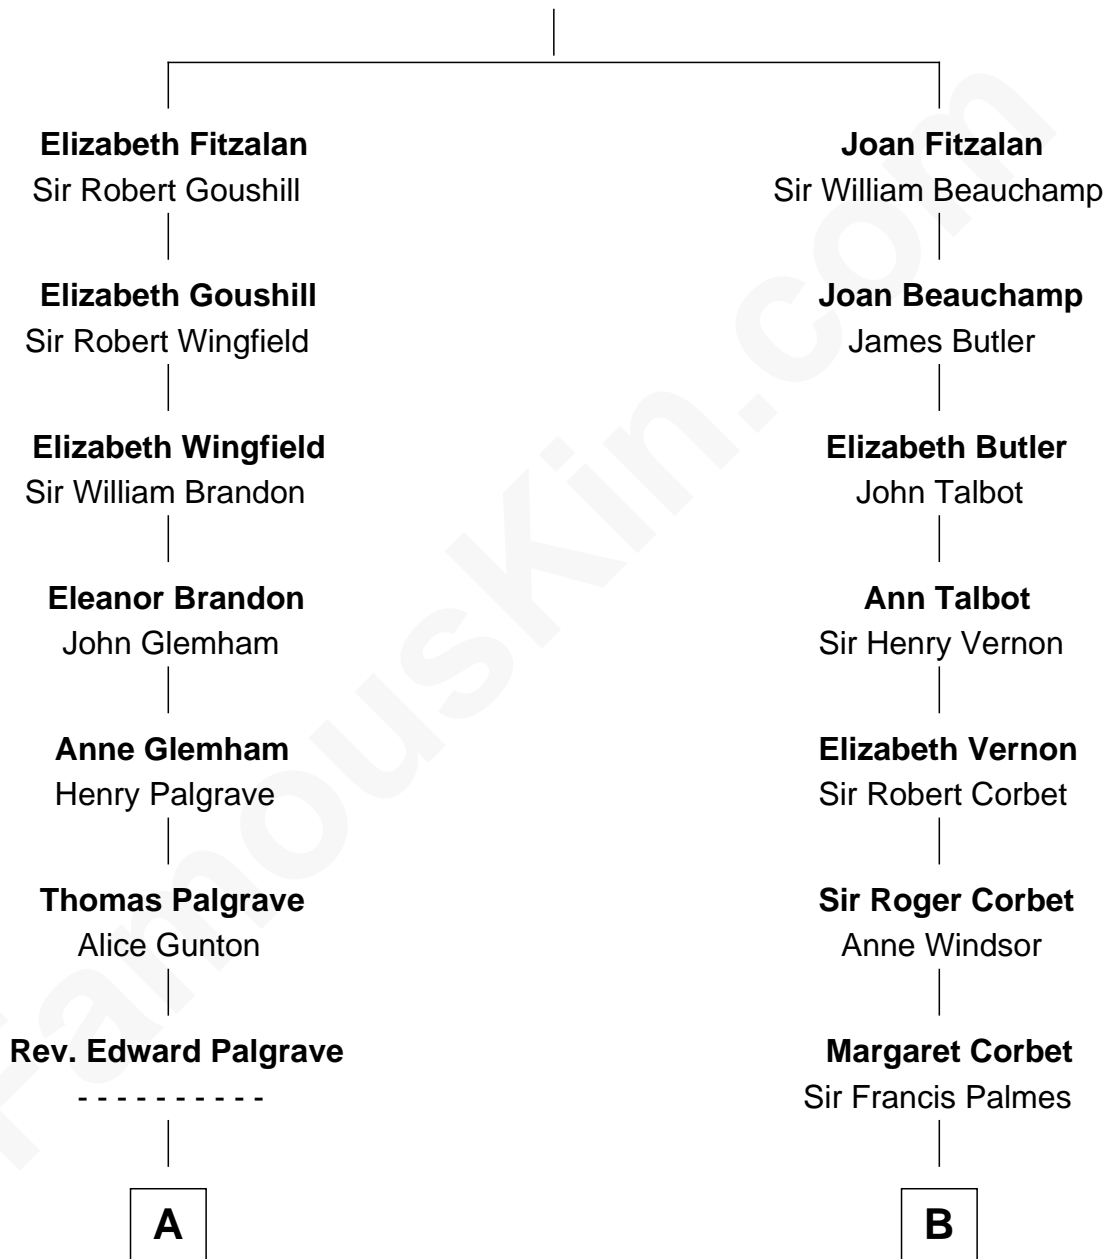 Elizabeth Fitzalan
Sir Robert Goushill
Elizabeth Goushill
Sir Robert Wingfield
Elizabeth Wingfield
Sir William Brandon
Eleanor Brandon
John Glemham
Anne Glemham
Henry Palgrave
Thomas Palgrave
Alice Gunton
Rev. Edward Palgrave
- - - - - - - - - -
A
Joan Fitzalan
Sir William Beauchamp
Joan Beauchamp
James Butler
Elizabeth Butler
John Talbot
Ann Talbot
Sir Henry Vernon
Elizabeth Vernon
Sir Robert Corbet
Sir Roger Corbet
Anne Windsor
Margaret Corbet
Sir Francis Palmes
B
FamousKin.com